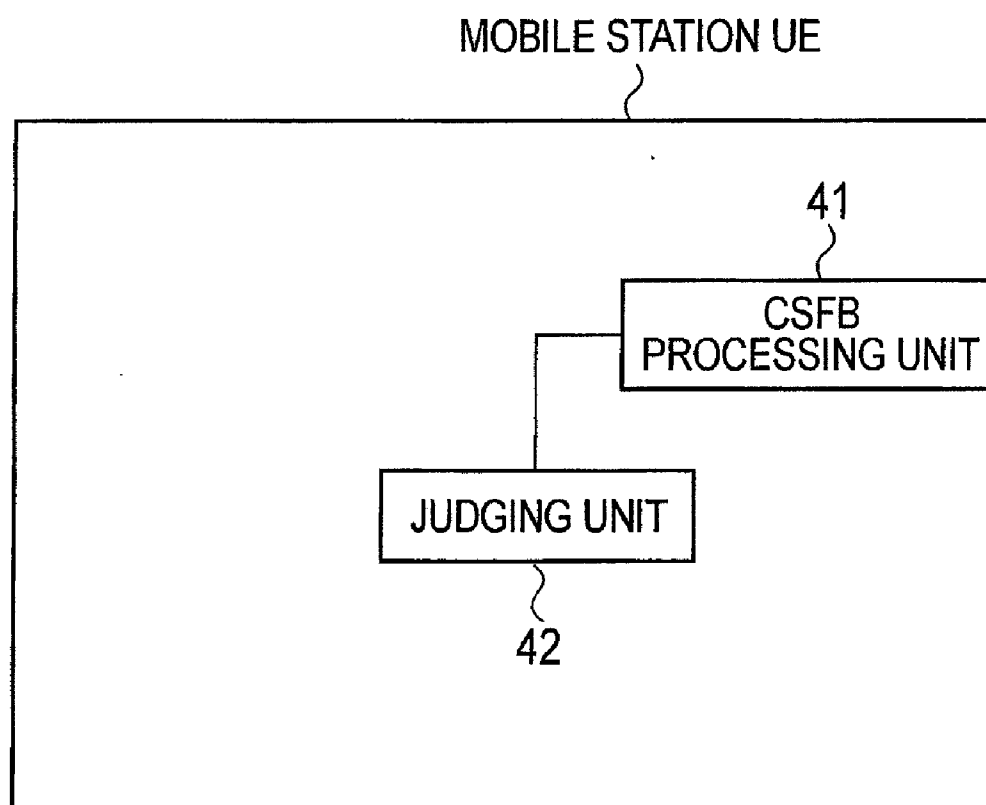 MOBILE STATION UE
41
CSFB
PROCESSING UNIT
JUDGING UNIT
42